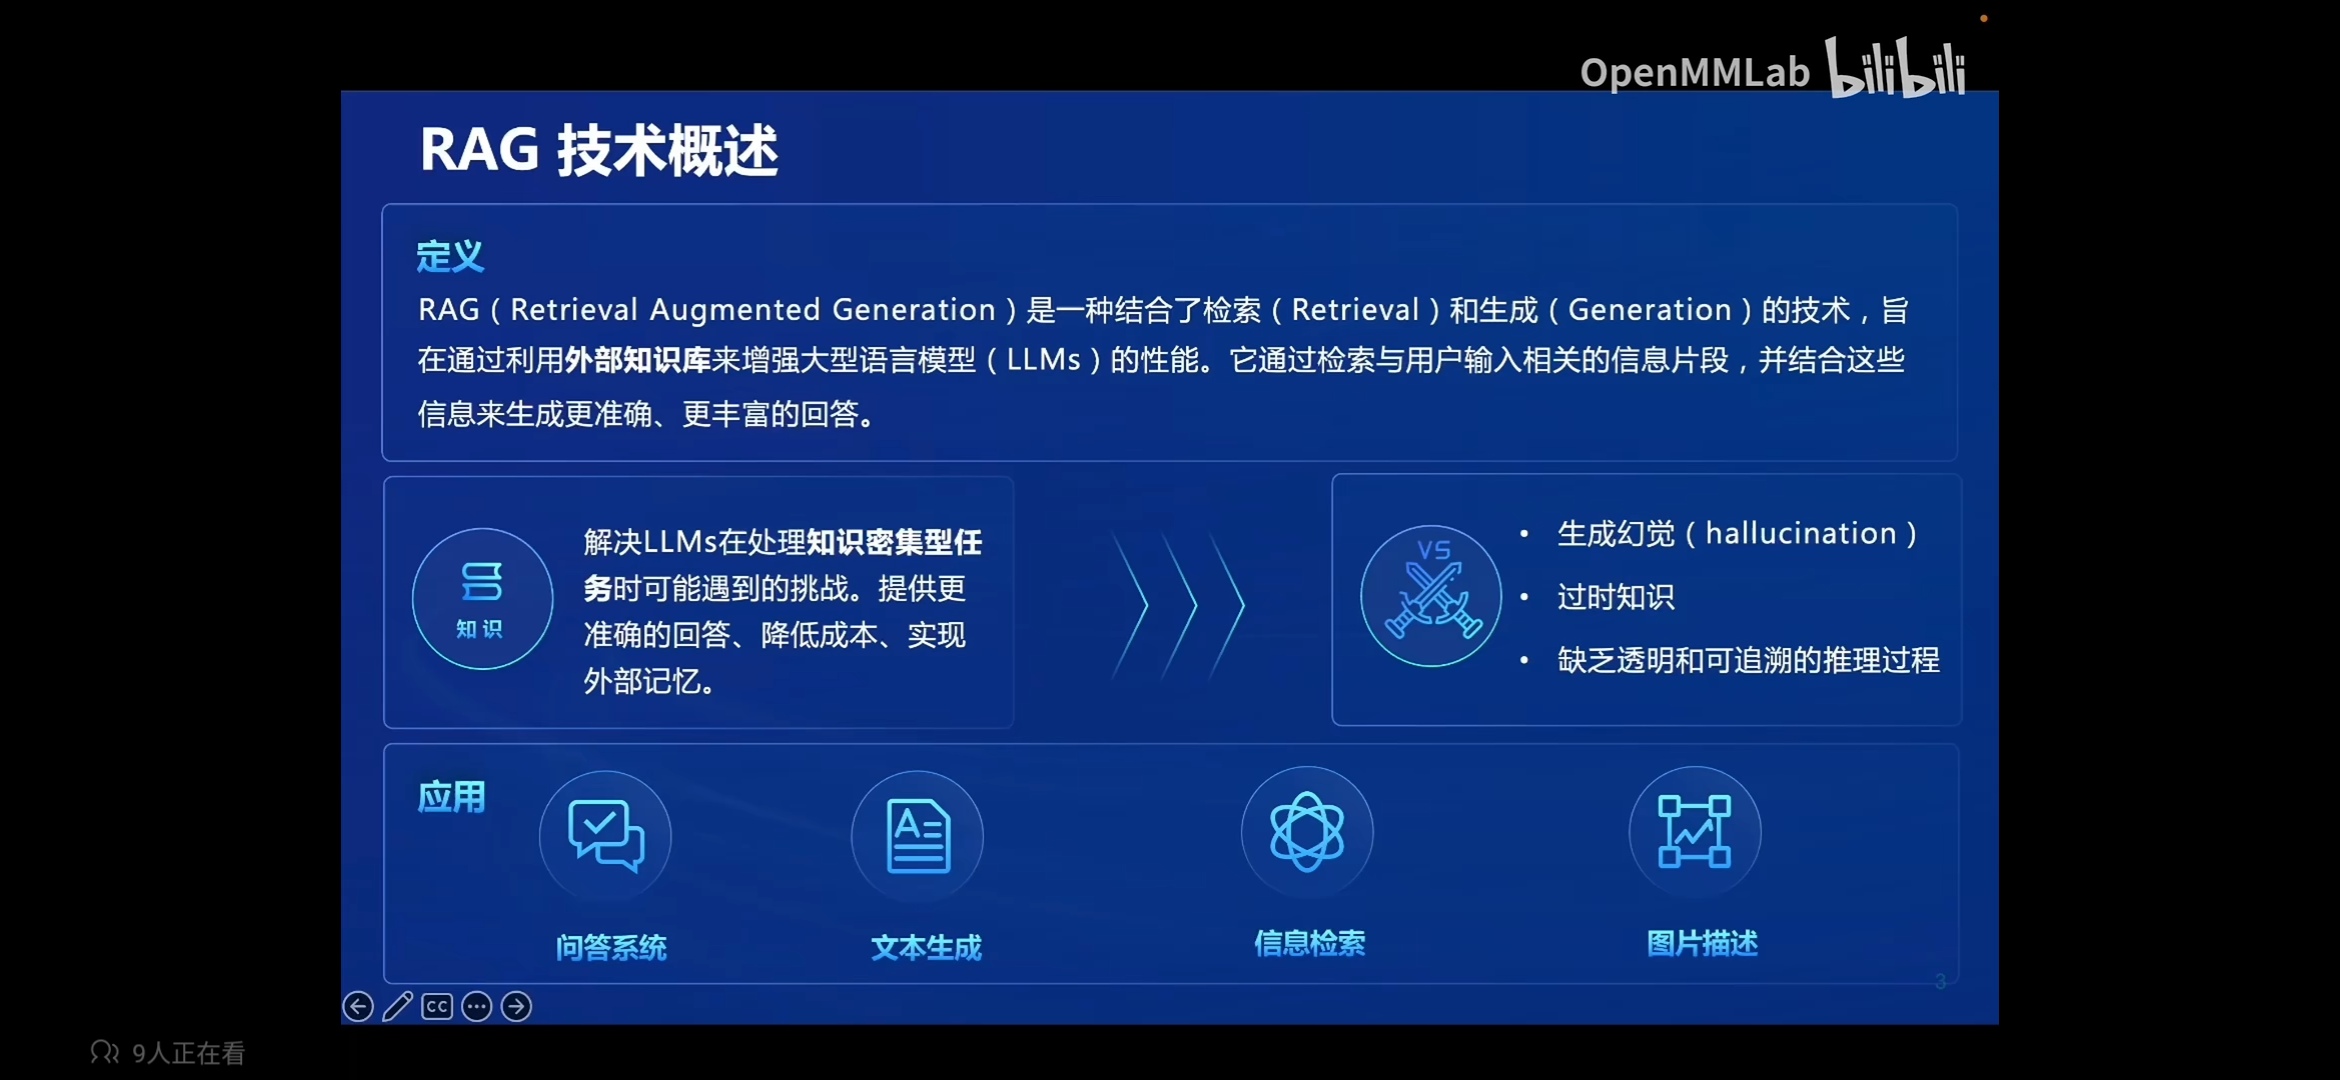 OpenMMLab bilibili
RAG 技术概述
定义
RAG（Retrieval Augmented Generation）是一种结合了检索（Retrieval）和生成（Generation）的技术，旨
在通过利用外部知识库来增强大型语言模型（LLMs）的性能。它通过检索与用户输入相关的信息片段，并结合这些
信息来生成更准确、更丰富的回答。
知识
解决LLMs在处理知识密集型任
务时可能遇到的挑战。提供更
准确的回答、降低成本、实现
外部记忆。
VS
• 生成幻觉（hallucination）
• 过时知识
• 缺乏透明和可追溯的推理过程
应用
A
问答系统
文本生成
信息检索
图片描述
3
CC
9人正在看